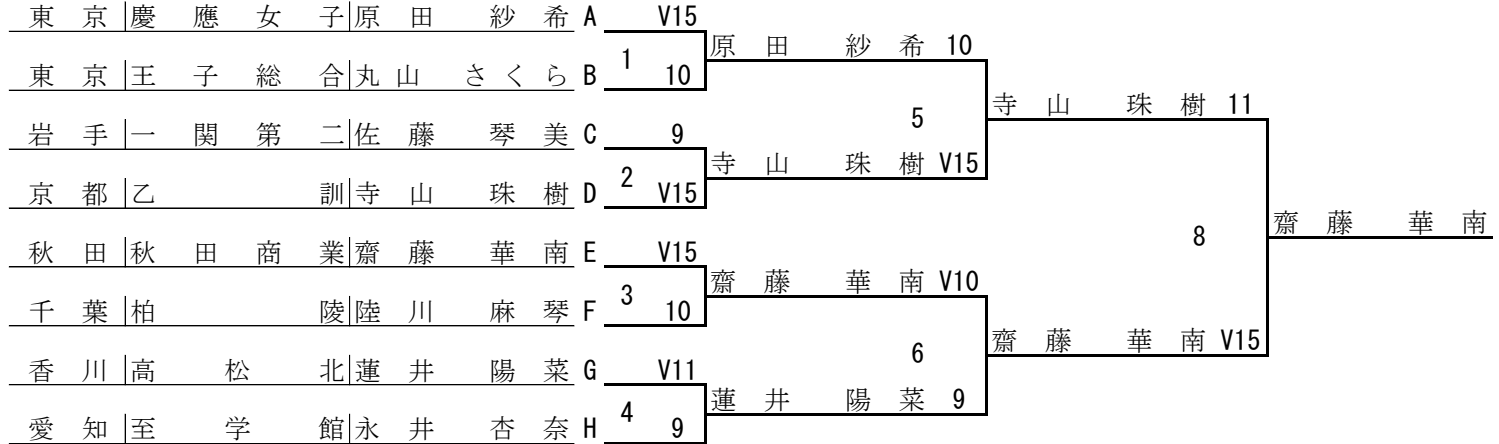 東京 慶應女子 原田 紗希 A V15
1 原田 紗希 10
東京 王子総合 丸山 さくら B 10
5 寺山 珠樹 11
岩手 一関第二 佐藤 琴美 C 9
2 寺山 珠樹 V15
京都 乙訓 寺山 珠樹 D V15
8 齋藤 華南
秋田 秋田商業 齋藤 華南 E V15
3 齋藤 華南 V10
千葉 柏陵 陸川 麻琴 F 10
6 齋藤 華南 V15
香川 高松北 蓮井 陽菜 G V11
4 蓮井 陽菜 9
愛知 至学館 永井 杏奈 H 9